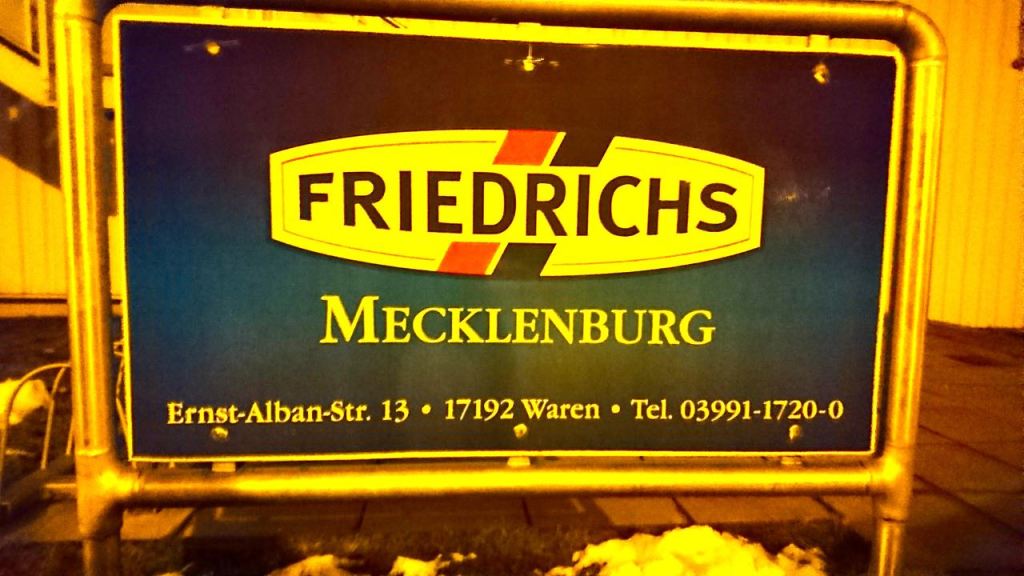 FRIEDRICHS
MECKLENBURG
Ernst-Alban-Str. 13 • 17192 Waren • Tel. 03991-1720-0